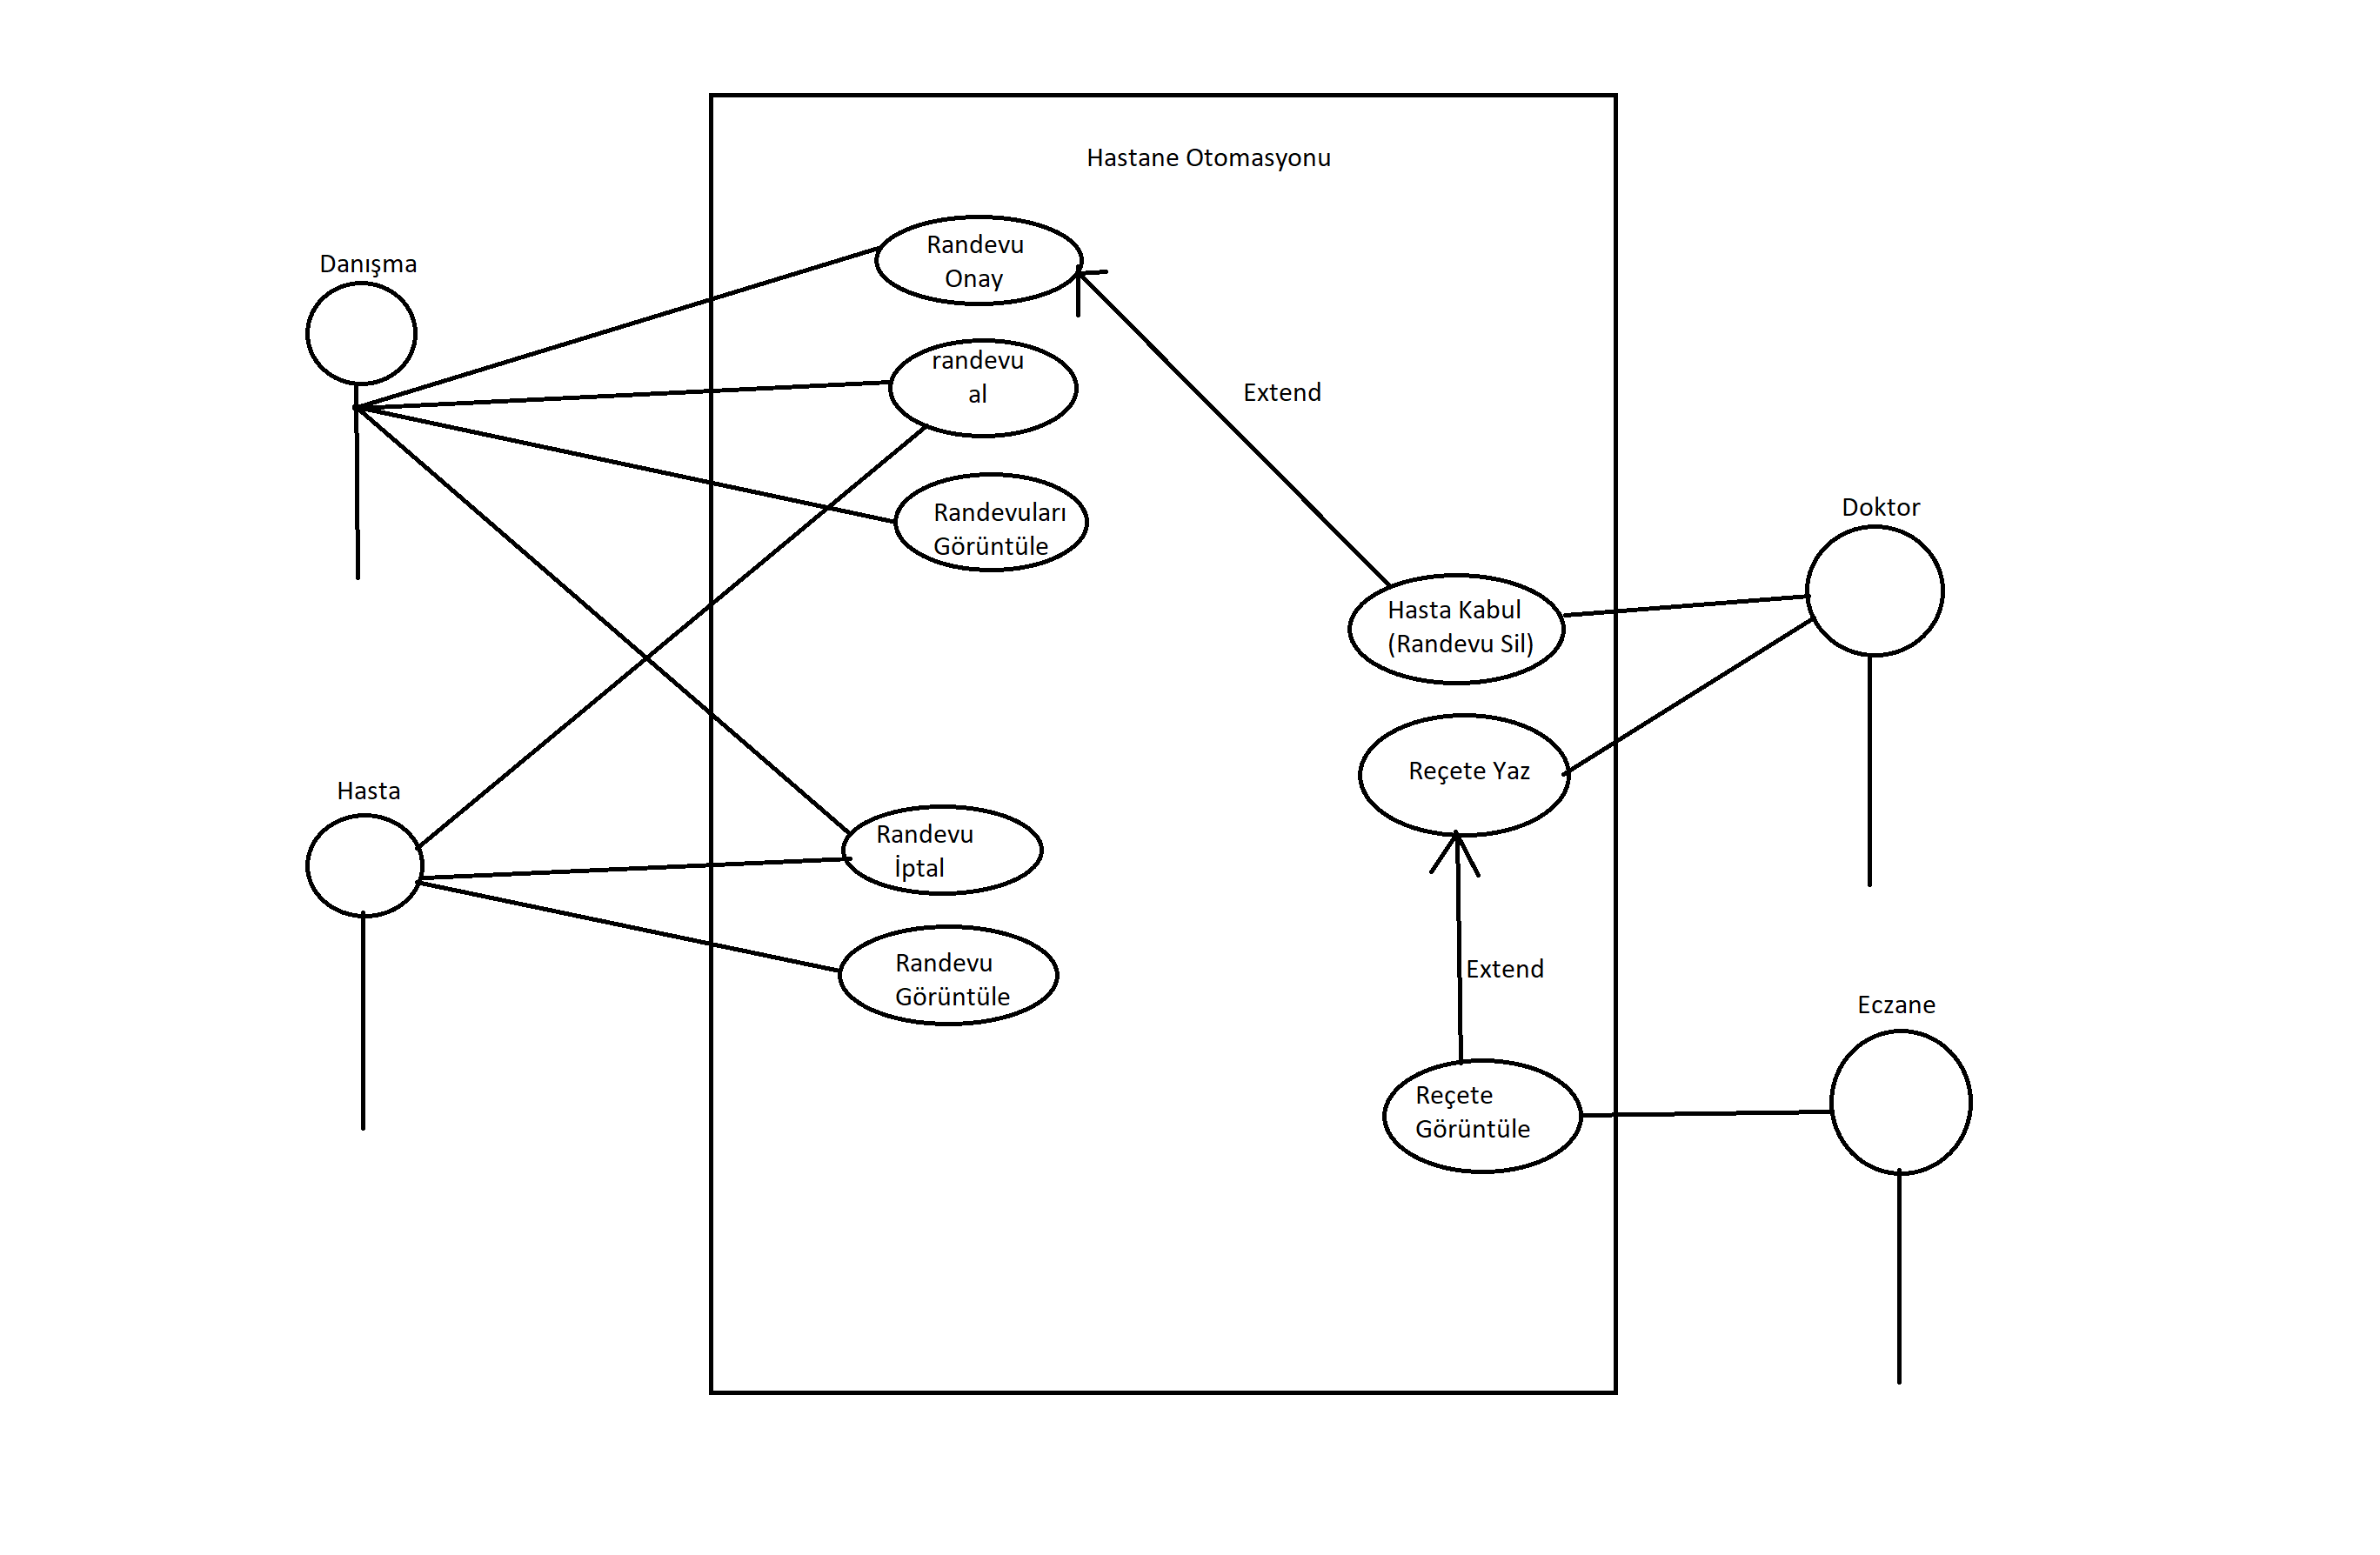 Hastane Otomasyonu
Danışma
Randevu
Onay
randevu
al
Extend
Randevuları
Görüntüle
Doktor
Hasta Kabul
(Randevu Sil)
Reçete Yaz
Hasta
Randevu
İptal
Randevu
Görüntüle
Extend
Eczane
Reçete
Görüntüle